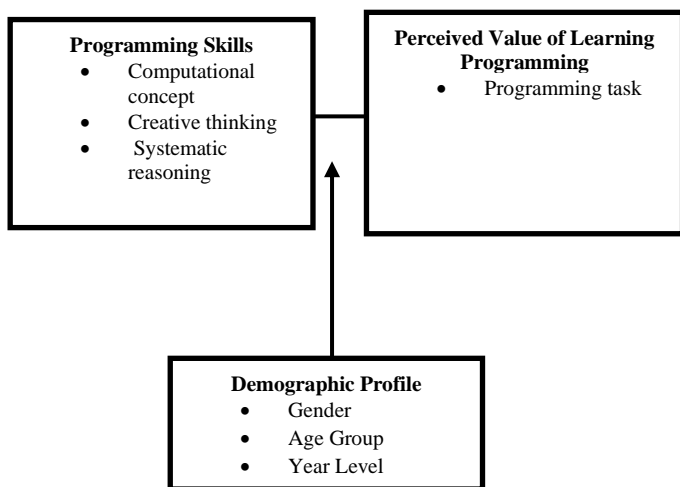 Programming Skills
• Computational
concept
• Creative thinking
• Systematic
reasoning
Perceived Value of Learning
Programming
• Programming task
Demographic Profile
• Gender
• Age Group
• Year Level